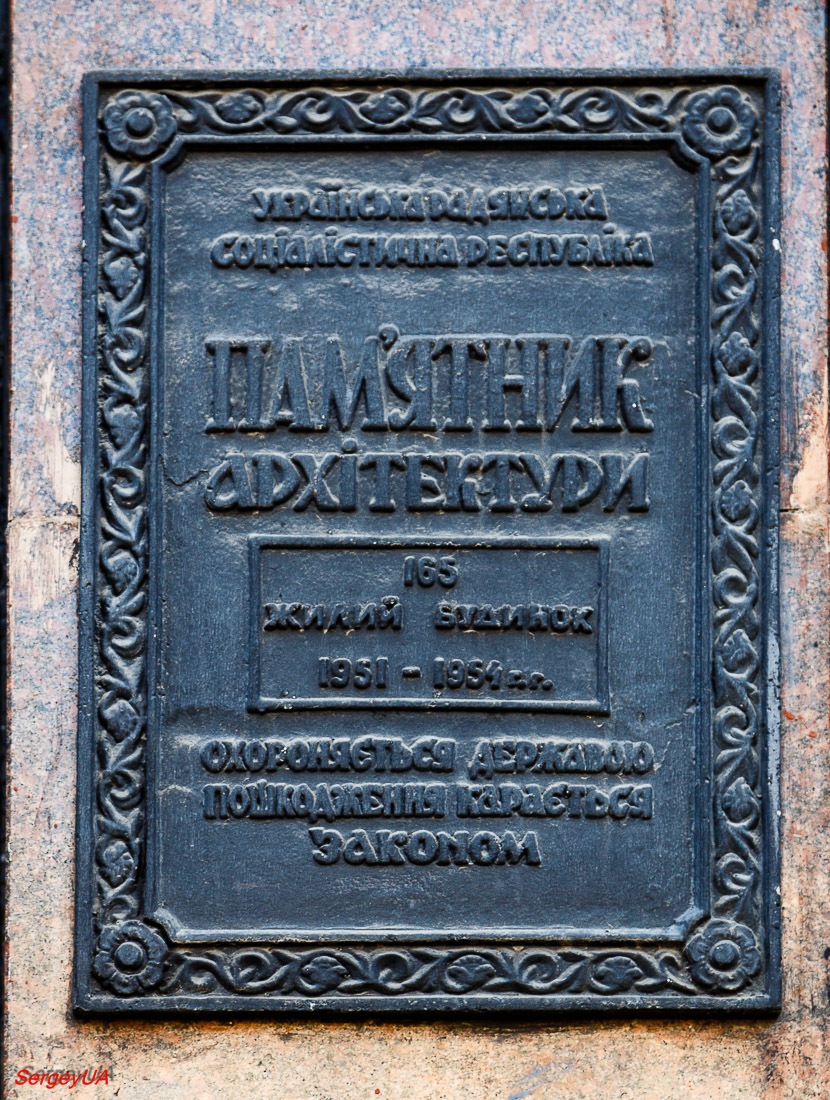 УКРАЇНСЬКА РАДЯНСЬКА
СОЦІАЛІСТИЧНА РЕСПУБЛІКА
ПАМ'ЯТНИК
АРХІТЕКТУРИ
165
ЖИЛИЙ БУДИНОК
1951 - 1954 г.г.
ОХОРОНЯЄТЬСЯ ДЕРЖАВОЮ
ПОШКОДЖЕННЯ КАРАЄТЬСЯ
ЗАКОНОМ
SergeyUA